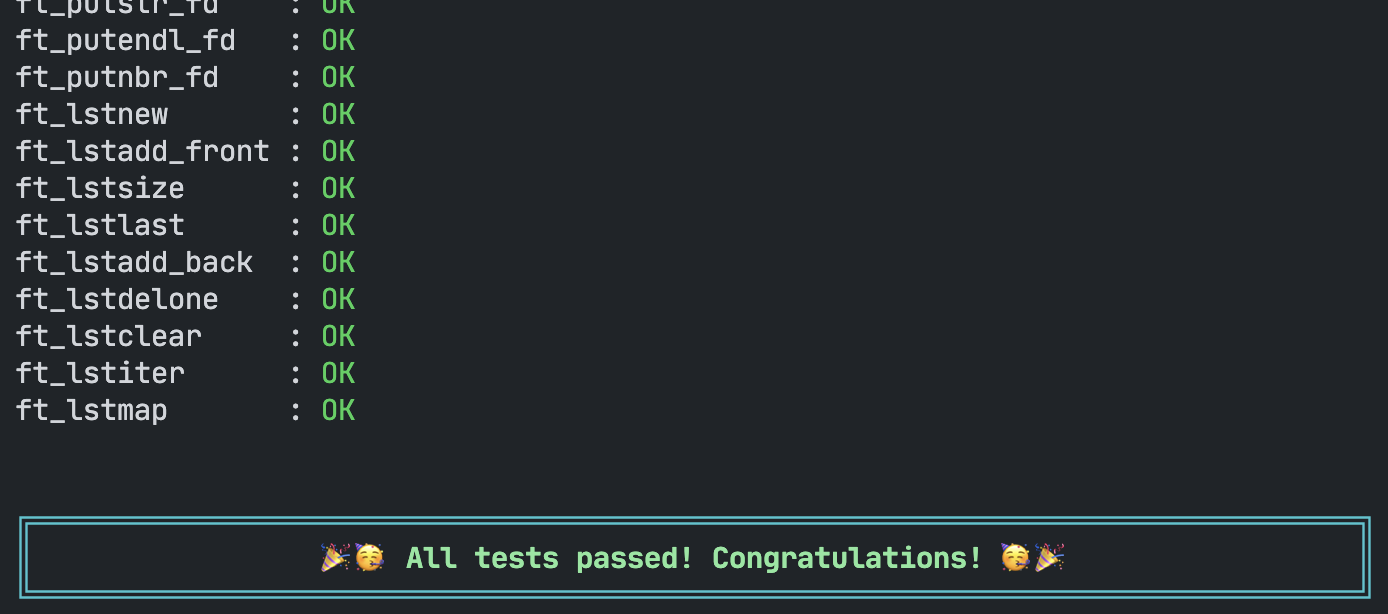 ft_putstr_fd : OK
ft_putendl_fd : OK
ft_putnbr_fd : OK
ft_lstnew : OK
ft_lstadd_front : OK
ft_lstsize : OK
ft_lstlast : OK
ft_lstadd_back : OK
ft_lstdelone : OK
ft_lstclear : OK
ft_lstiter : OK
ft_lstmap : OK
🎉🥳 All tests passed! Congratulations! 🥳🎉